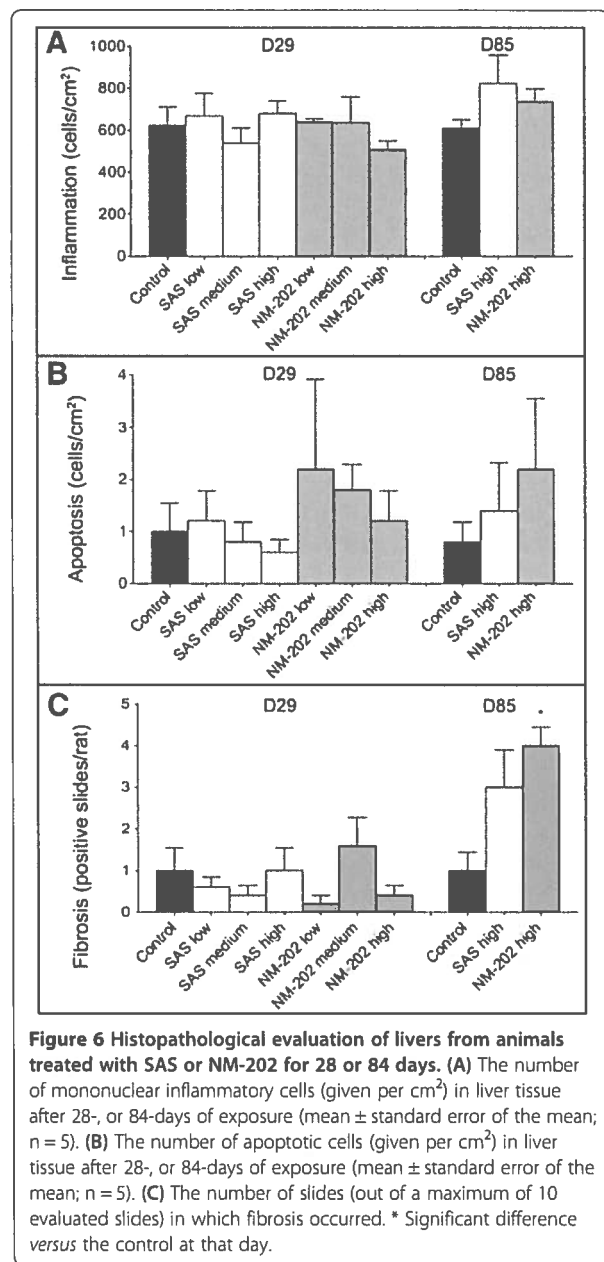 A
D29
D85
Inflammation (cells/cm²)
1000
800
600
400
200
0
Control
SAS low
SAS medium
SAS high
NM-202 low
NM-202 medium
NM-202 high
Control
SAS high
NM-202 high
B
D29
D85
Apoptosis (cells/cm²)
4
3
2
1
0
Control
SAS low
SAS medium
SAS high
NM-202 low
NM-202 medium
NM-202 high
Control
SAS high
NM-202 high
C
D29
D85
*
Fibrosis (positive slides/rat)
5
4
3
2
1
0
Control
SAS low
SAS medium
SAS high
NM-202 low
NM-202 medium
NM-202 high
Control
SAS high
NM-202 high
Figure 6 Histopathological evaluation of livers from animals
treated with SAS or NM-202 for 28 or 84 days. (A) The number
of mononuclear inflammatory cells (given per cm²) in liver tissue
after 28-, or 84-days of exposure (mean ± standard error of the
mean; n = 5). (B) The number of apoptotic cells (given per cm²) in liver
tissue after 28-, or 84-days of exposure (mean ± standard error of the
mean; n = 5). (C) The number of slides (out of a maximum of 10
evaluated slides) in which fibrosis occurred. * Significant difference
versus the control at that day.